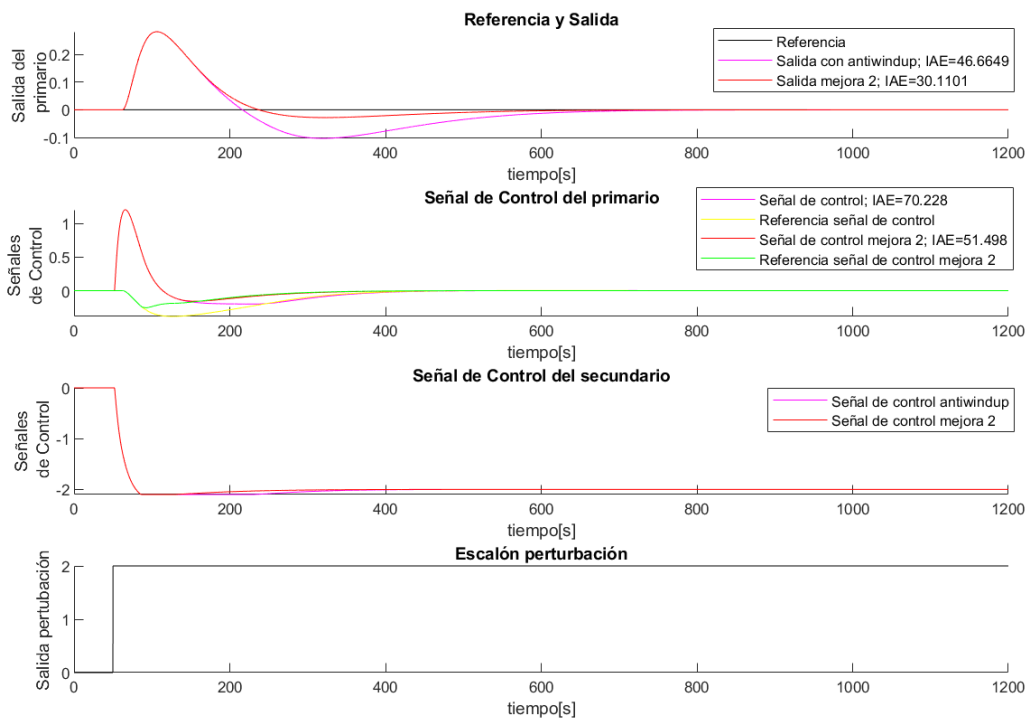 Referencia y Salida
Salida del
primario
0.2
0.1
0
-0.1
Referencia
Salida con antiwindup; IAE=46.6649
Salida mejora 2; IAE=30.1101
0 200 400 600 800 1000 1200
tiempo[s]
Señal de Control del primario
Señales
de Control
1
0.5
0
Señal de control; IAE=70.228
Referencia señal de control
Señal de control mejora 2; IAE=51.498
Referencia señal de control mejora 2
0 200 400 600 800 1000 1200
tiempo[s]
Señal de Control del secundario
Señales
de Control
0
-1
-2
Señal de control antiwindup
Señal de control mejora 2
0 200 400 600 800 1000 1200
tiempo[s]
Escalón perturbación
Salida pertubación
2
1
0
0 200 400 600 800 1000 1200
tiempo[s]